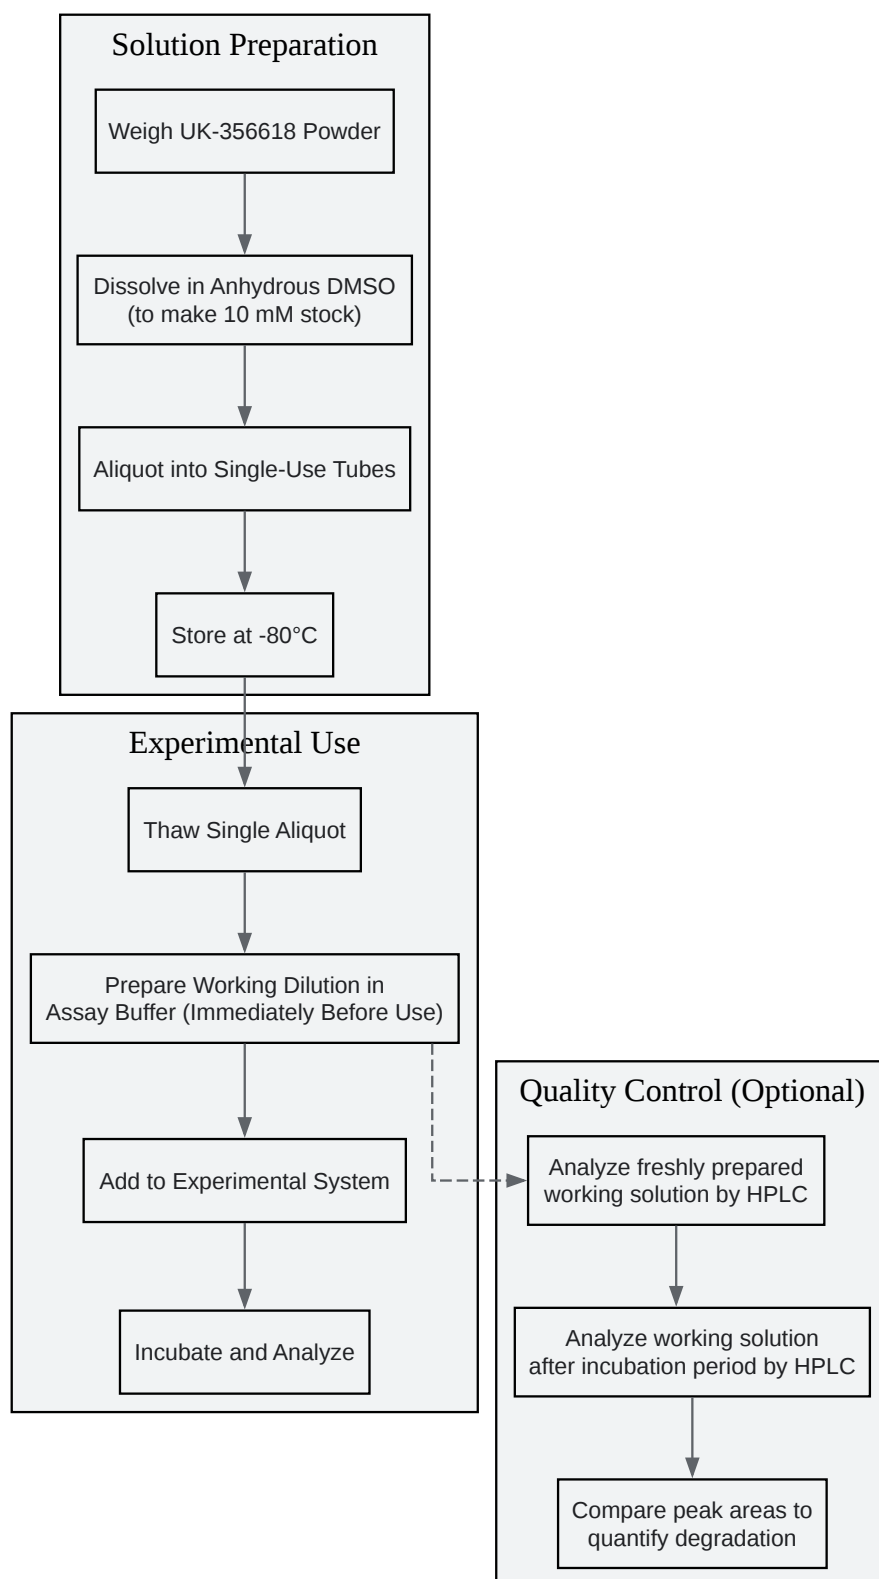 Solution Preparation
Weigh UK-356618 Powder
Dissolve in Anhydrous DMSO
(to make 10 mM stock)
Aliquot into Single-Use Tubes
Store at -80°C
Experimental Use
Thaw Single Aliquot
Prepare Working Dilution in
Assay Buffer (Immediately Before Use)
Add to Experimental System
Incubate and Analyze
Quality Control (Optional)
Analyze freshly prepared
working solution by HPLC
Analyze working solution
after incubation period by HPLC
Compare peak areas to
quantify degradation